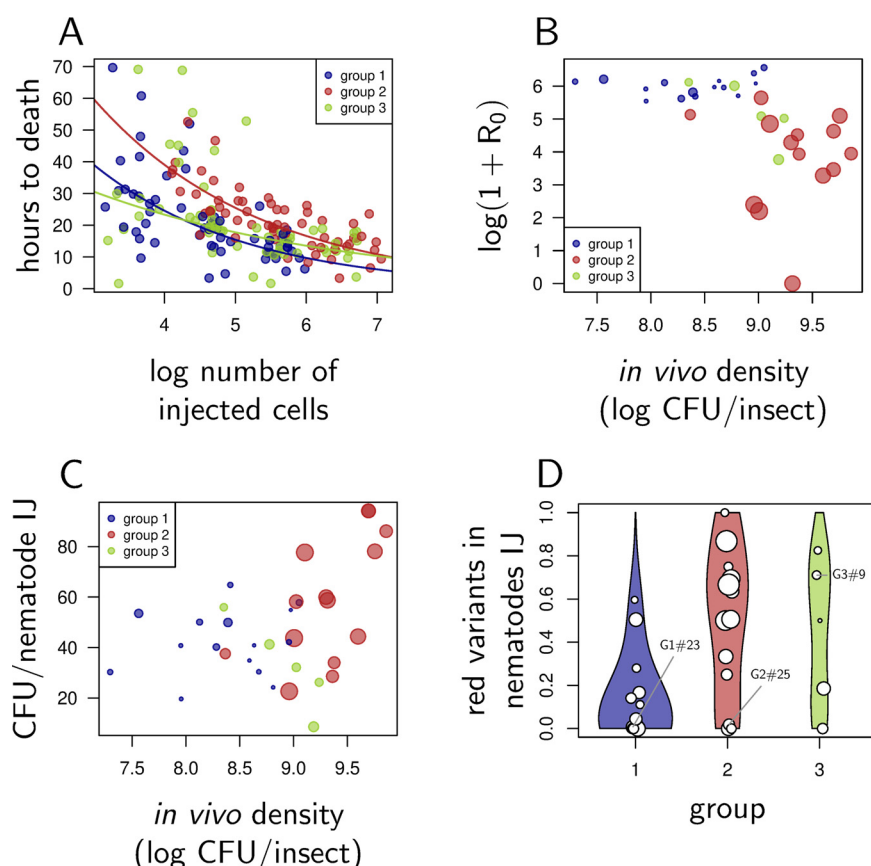 A
hours to death
70
60
50
40
30
20
10
0
group 1
group 2
group 3
4
5
6
7
log number of
injected cells
B
log(1 + R₀)
6
5
4
3
2
1
0
group 1
group 2
group 3
7.5
8.0
8.5
9.0
9.5
in vivo density
(log CFU/insect)
C
CFU/nematode IJ
80
60
40
20
group 1
group 2
group 3
7.5
8.0
8.5
9.0
9.5
in vivo density
(log CFU/insect)
D
red variants in
nematodes IJ
1.0
0.8
0.6
0.4
0.2
0.0
G1#23
G2#25
G3#9
1
2
3
group